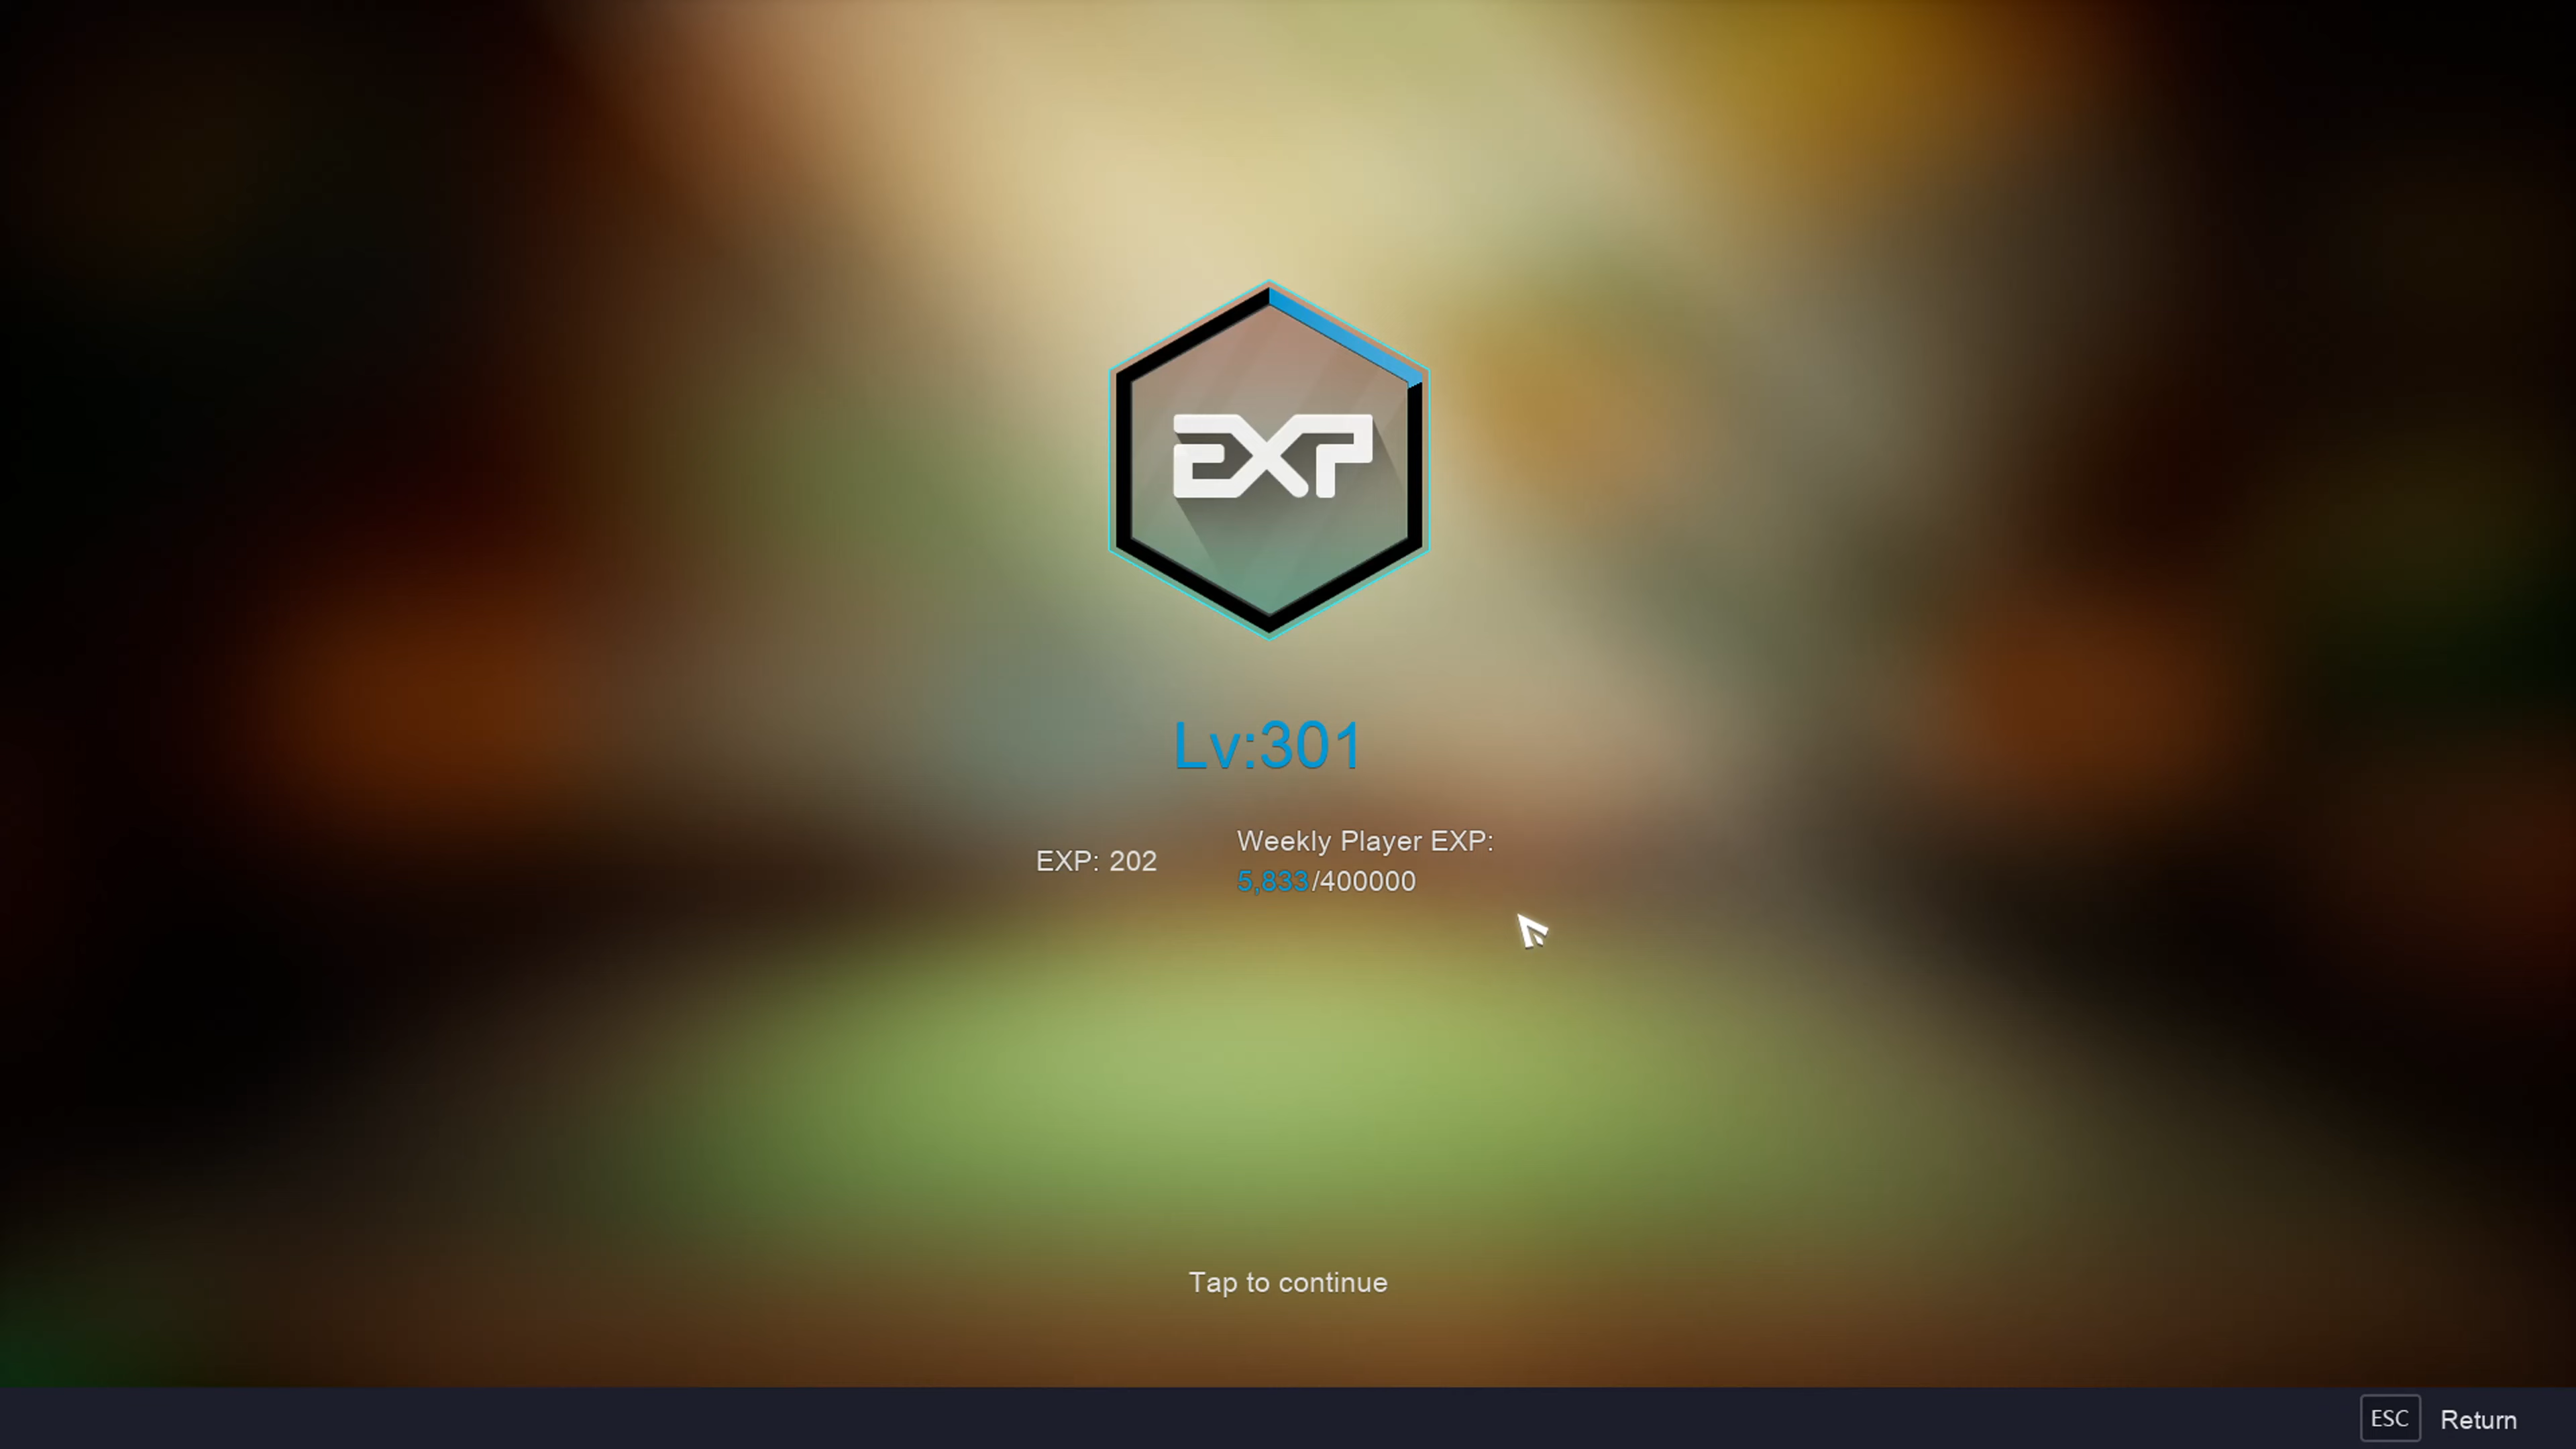 EXP
Lv:301
EXP: 202
Weekly Player EXP:
5,833/400000
Tap to continue
ESC Return